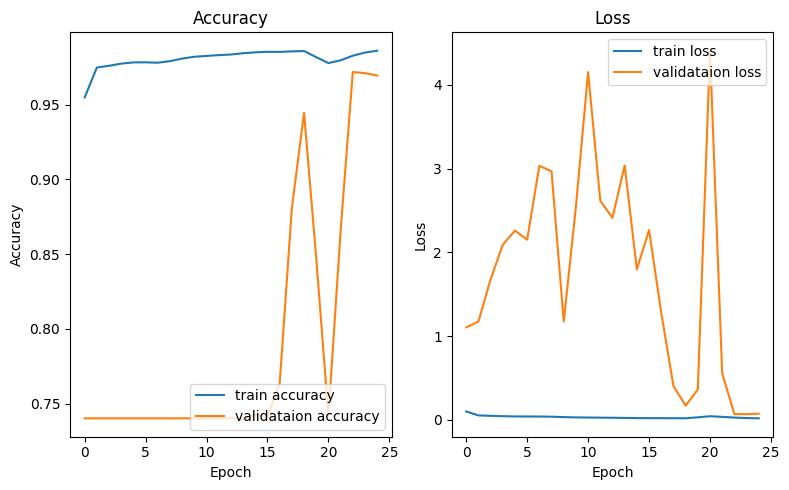 Accuracy
Accuracy
0.95
0.90
0.85
0.80
0.75
train accuracy
validataion accuracy
0
5
10
15
20
25
Epoch
Loss
Loss
4
3
2
1
0
train loss
validataion loss
0
5
10
15
20
25
Epoch